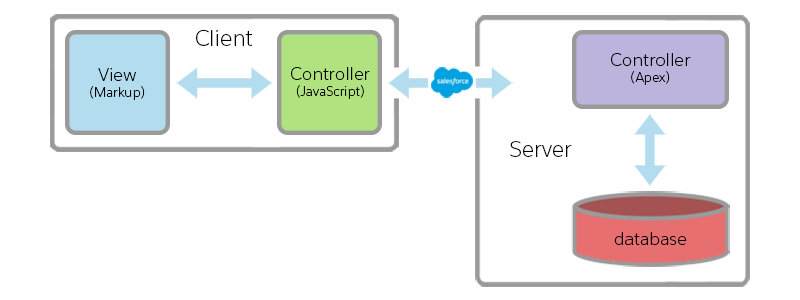 Client
View
(Markup)
Controller
(JavaScript)
salesforce
Server
Controller
(Apex)
database